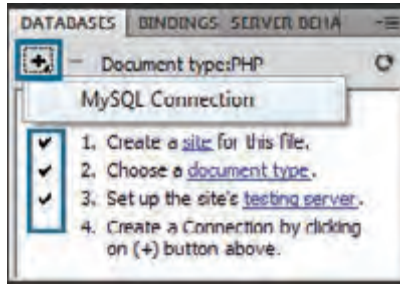 DATABASES BINDINGS SERVER BEHA
Document type:PHP
MySQL Connection
1. Create a site for this file.
2. Choose a document type.
3. Set up the site's testing server.
4. Create a Connection by clicking
on (+) button above.